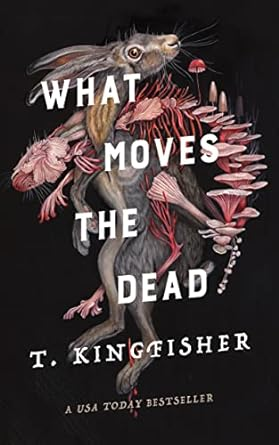 WHAT
MOVES
THE
DEAD
T. KINGFISHER
A USA TODAY BESTSELLER